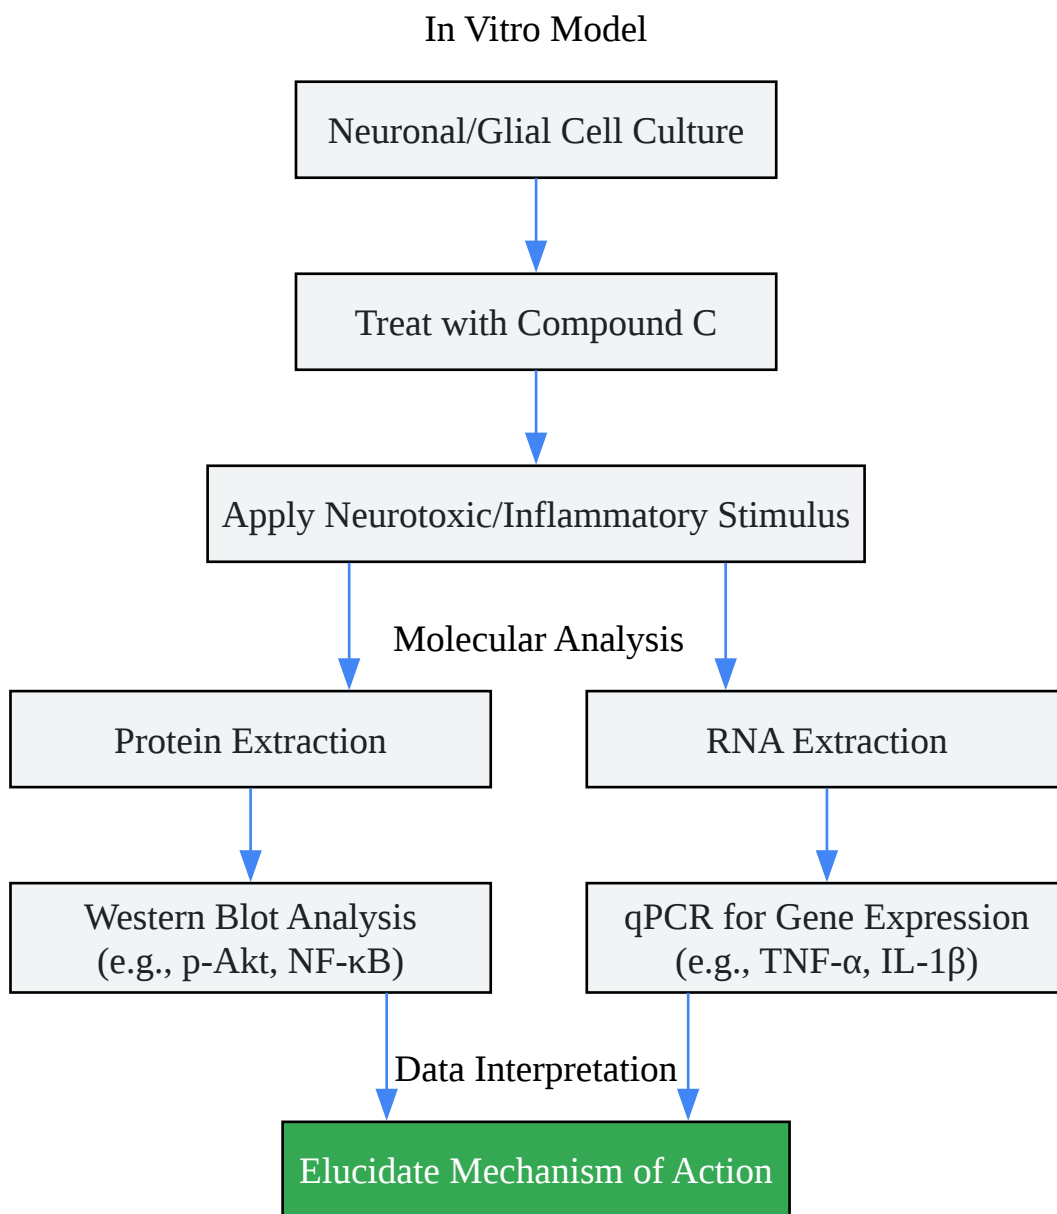 In Vitro Model
Neuronal/Glial Cell Culture
Treat with Compound C
Apply Neurotoxic/Inflammatory Stimulus
Molecular Analysis
Protein Extraction
RNA Extraction
Western Blot Analysis
(e.g., p-Akt, NF-κB)
qPCR for Gene Expression
(e.g., TNF-α, IL-1β)
Data Interpretation
Elucidate Mechanism of Action